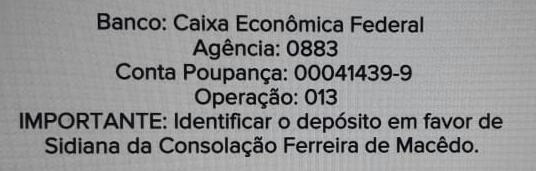 Banco: Caixa Econômica Federal
Agência: 0883
Conta Poupança: 00041439-9
Operação: 013
IMPORTANTE: Identificar o depósito em favor de
Sidiana da Consolação Ferreira de Macêdo.